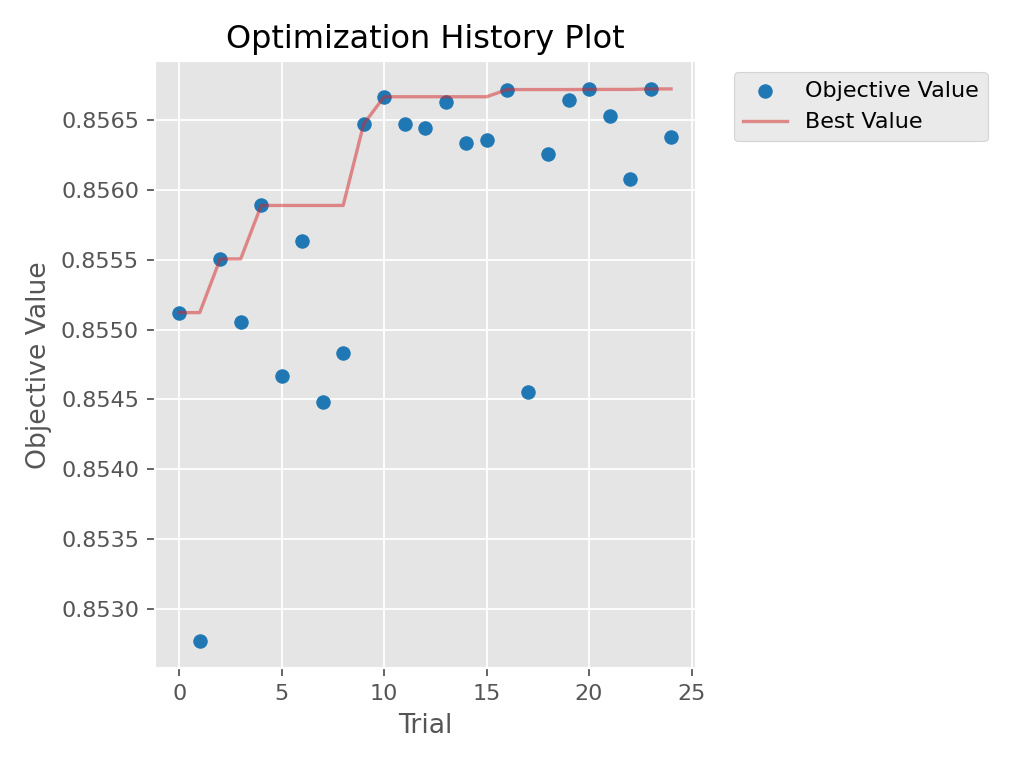 Optimization History Plot
Objective Value
Best Value
0.8565
0.8560
0.8555
0.8550
0.8545
0.8540
0.8535
0.8530
Objective Value
0 5 10 15 20 25
Trial